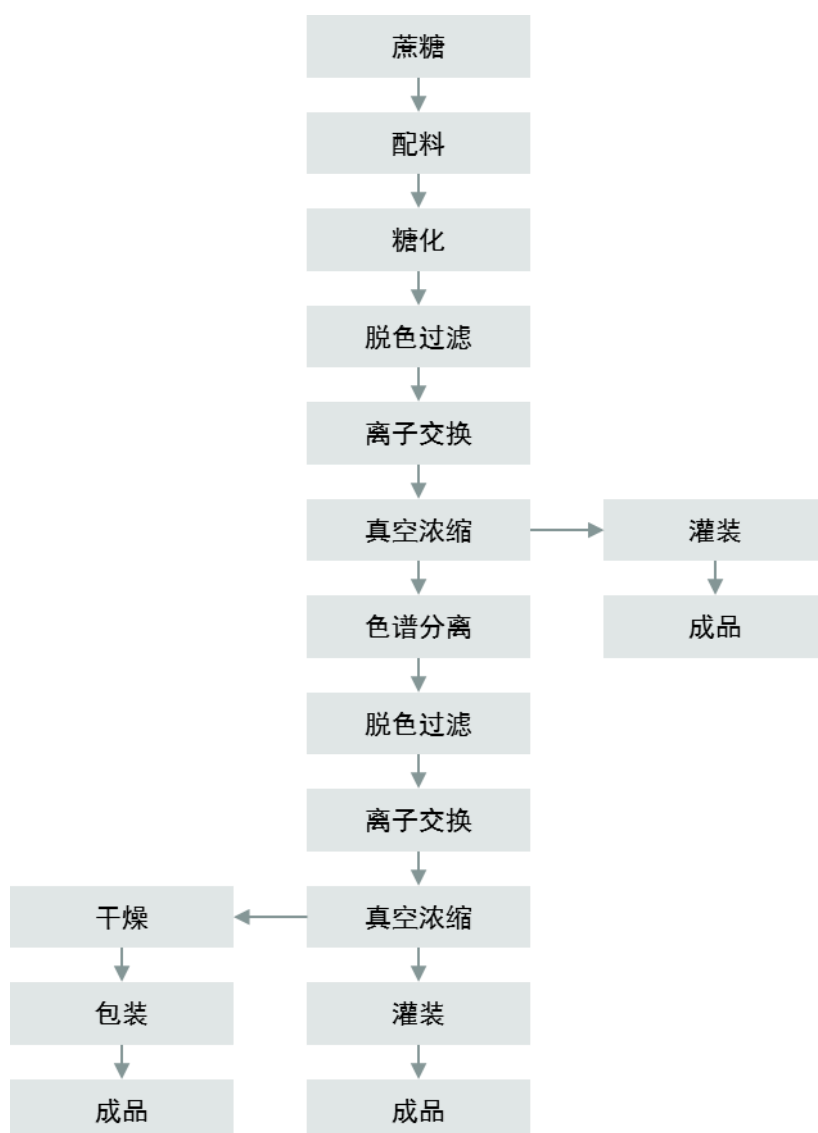 蔗糖
配料
糖化
脱色过滤
离子交换
真空浓缩
灌装
色谱分离
成品
脱色过滤
离子交换
干燥
真空浓缩
包装
灌装
成品
成品